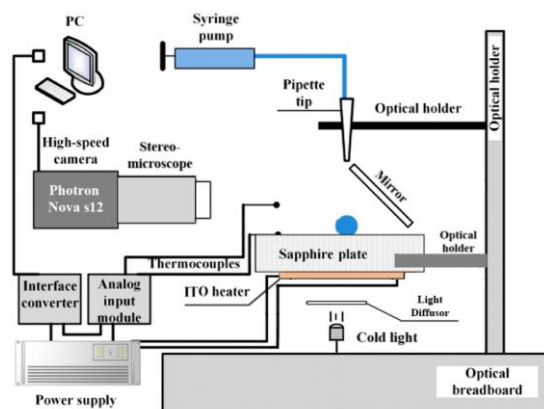 PC
Syringe
pump
Pipette
tip
Optical holder
Optical holder
High-speed
camera
Stereo-
microscope
Mirror
Photron
Nova s12
Thermocouples
Sapphire plate
Optical
holder
Interface
converter
Analog
input
module
ITO heater
Light
Diffusor
Cold light
Power supply
Optical
breadboard